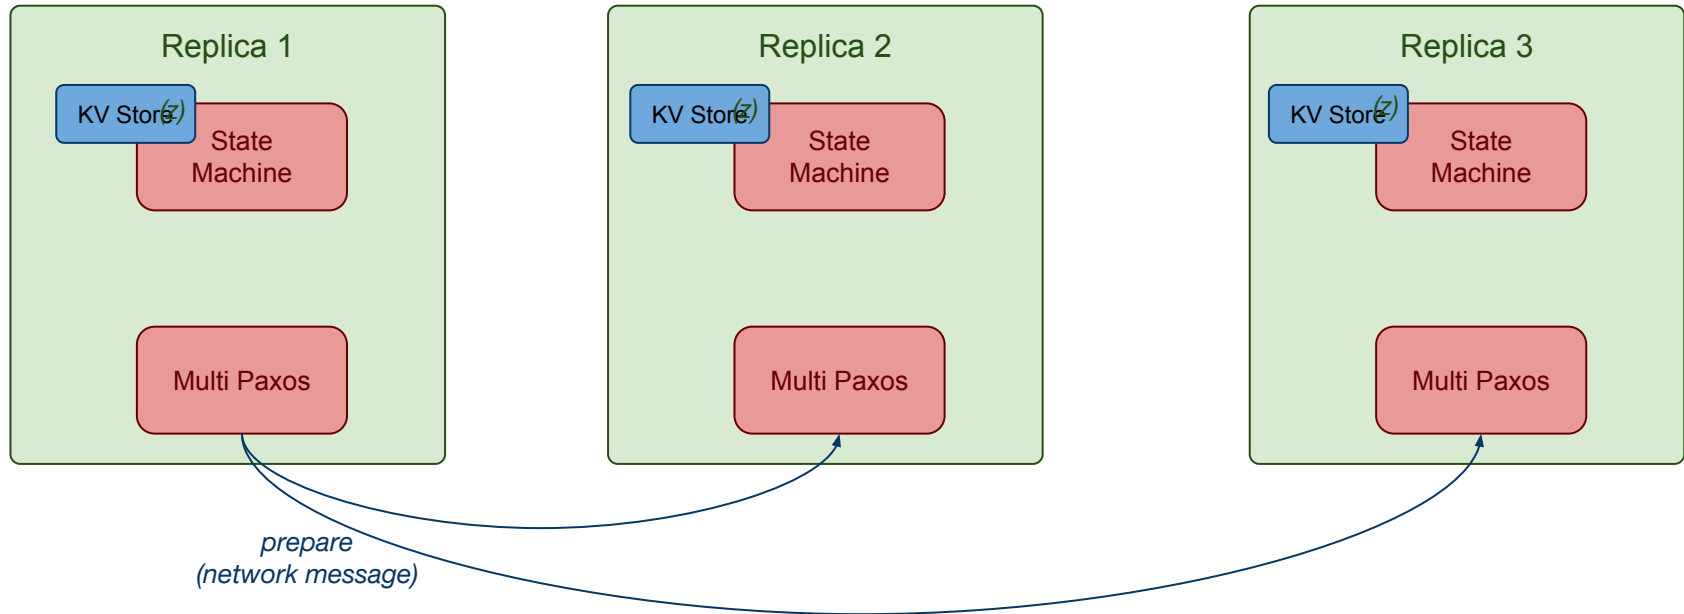 Replica 1
KV Store
(z)
State
Machine
Multi Paxos
Replica 2
KV Store
(z)
State
Machine
Multi Paxos
Replica 3
KV Store
(z)
State
Machine
Multi Paxos
prepare
(network message)